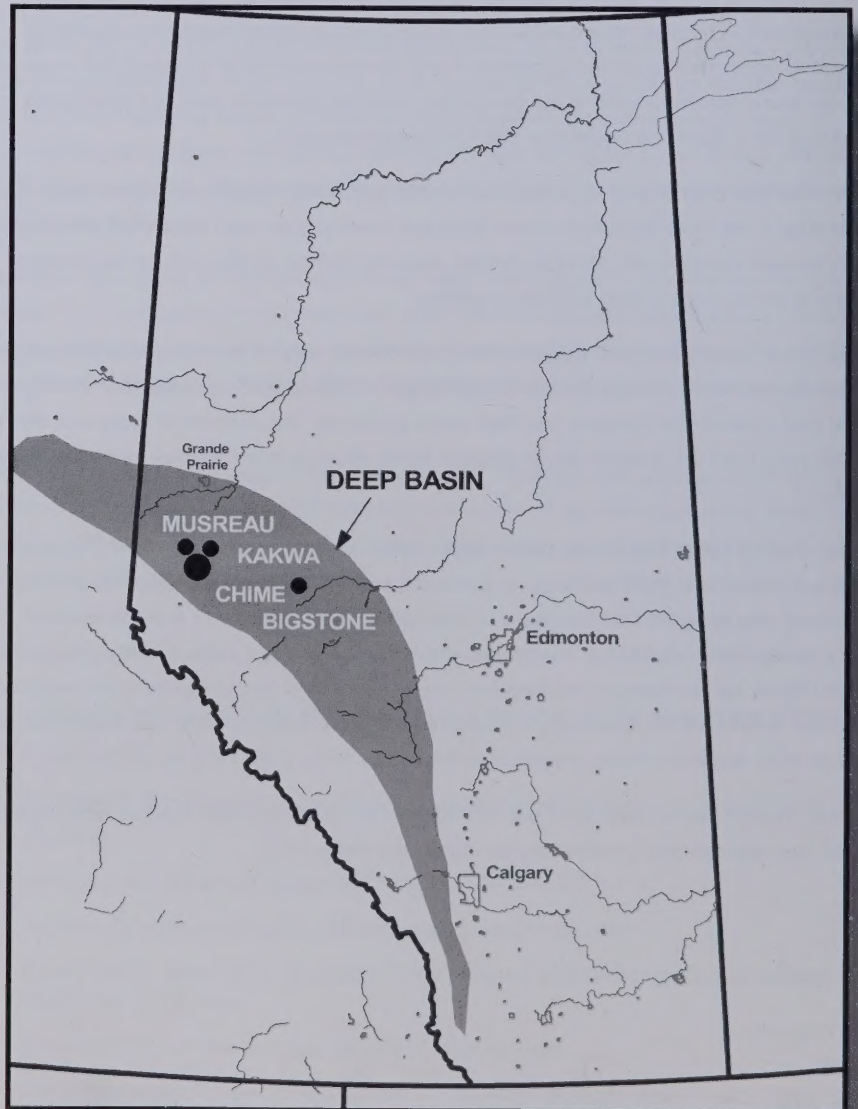 Grande
Prairie
DEEP BASIN
MUSREAU
KAKWA
CHIME
BIGSTONE
Edmonton
Calgary